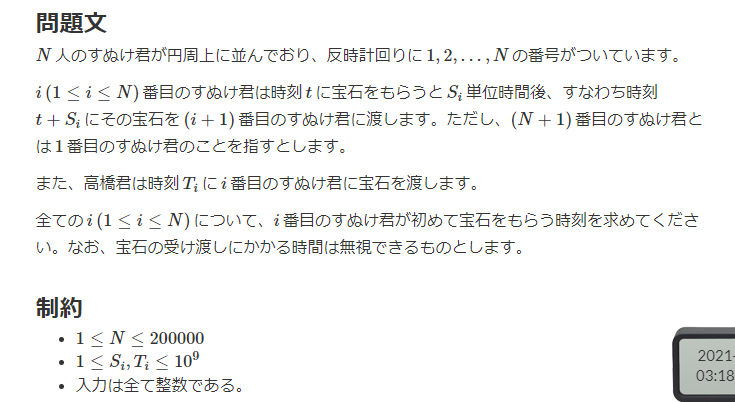 問題文
N 人のすぬけ君が円周上に並んでおり、反時計回りに 1, 2, . . . , N の番号がついています。
i (1 ≤ i ≤ N) 番目のすぬけ君は時刻 t に宝石をもらうと S_i 単位時間後、すなわち時刻
t + S_i にその宝石を (i + 1) 番目のすぬけ君に渡します。ただし、(N + 1) 番目のすぬけ君と
は 1 番目のすぬけ君のことを指すとします。
また、高橋君は時刻 T_i に i 番目のすぬけ君に宝石を渡します。
全ての i (1 ≤ i ≤ N) について、i 番目のすぬけ君が初めて宝石をもらう時刻を求めてくださ
い。なお、宝石の受け渡しにかかる時間は無視できるものとします。
制約
• 1 ≤ N ≤ 200000
• 1 ≤ S_i, T_i ≤ 10^9
• 入力は全て整数である。
2021-
03:18